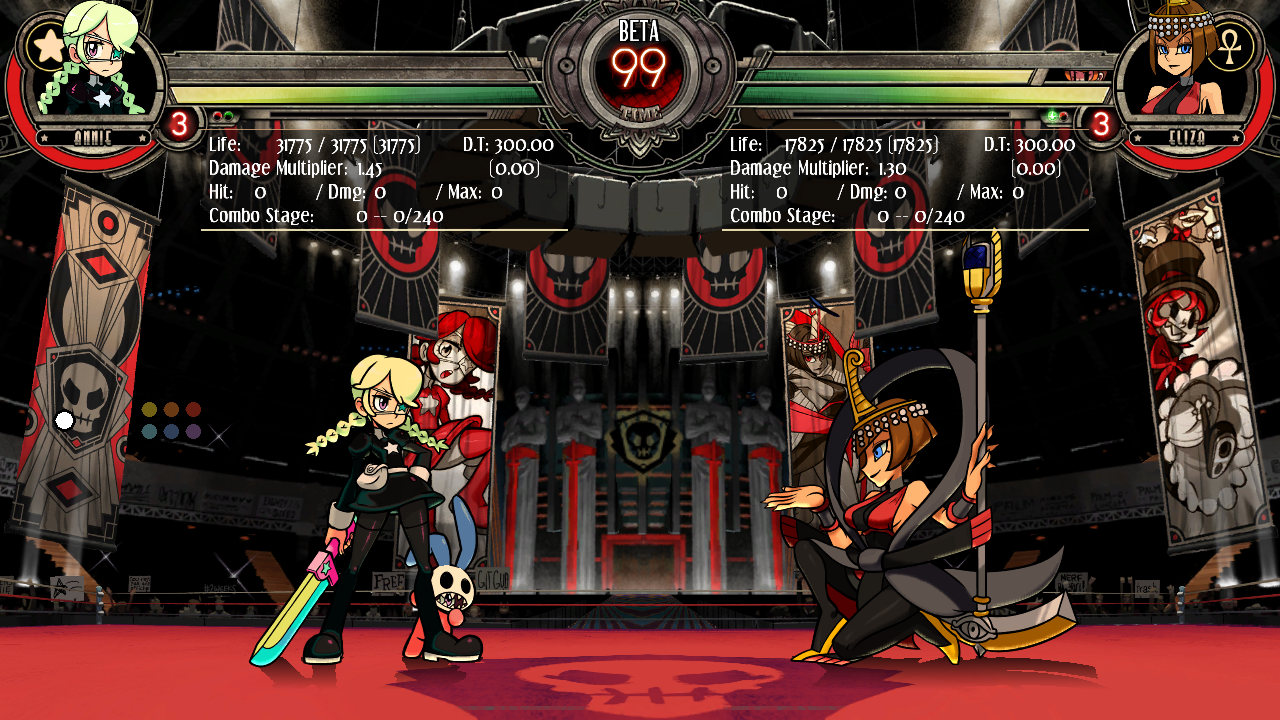 BETA
99
TIME
ANNIE
ELIZA
3
3
Life: 31775 / 31775 (31775) D.T: 300.00
Damage Multiplier: 1.45 (0.00)
Hit: 0 / Dmg: 0 / Max: 0
Combo Stage: 0 -- 0/240
Life: 17825 / 17825 (17825) D.T: 300.00
Damage Multiplier: 1.30 (0.00)
Hit: 0 / Dmg: 0 / Max: 0
Combo Stage: 0 -- 0/240